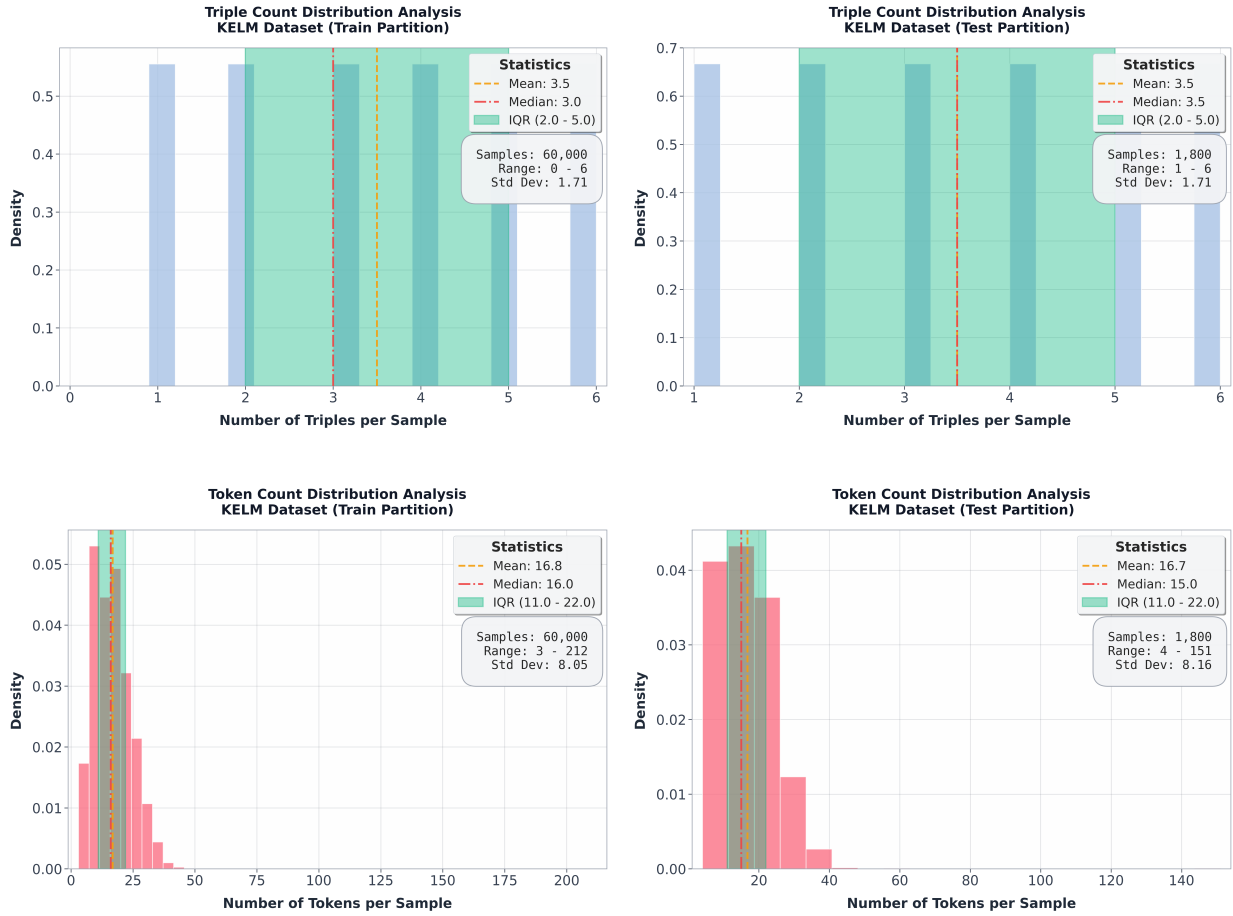 Triple Count Distribution Analysis
KELM Dataset (Train Partition)
Statistics
Mean: 3.5
Median: 3.0
IQR (2.0 - 5.0)
Samples: 60,000
Range: 0 - 6
Std Dev: 1.71
Density
0.5
0.4
0.3
0.2
0.1
0.0
0 1 2 3 4 5 6
Number of Triples per Sample
Triple Count Distribution Analysis
KELM Dataset (Test Partition)
Statistics
Mean: 3.5
Median: 3.5
IQR (2.0 - 5.0)
Samples: 1,800
Range: 1 - 6
Std Dev: 1.71
Density
0.7
0.6
0.5
0.4
0.3
0.2
0.1
0.0
1 2 3 4 5 6
Number of Triples per Sample
Token Count Distribution Analysis
KELM Dataset (Train Partition)
Statistics
Mean: 16.8
Median: 16.0
IQR (11.0 - 22.0)
Samples: 60,000
Range: 3 - 212
Std Dev: 8.05
Density
0.05
0.04
0.03
0.02
0.01
0.00
0 25 50 75 100 125 150 175 200
Number of Tokens per Sample
Token Count Distribution Analysis
KELM Dataset (Test Partition)
Statistics
Mean: 16.7
Median: 15.0
IQR (11.0 - 22.0)
Samples: 1,800
Range: 4 - 151
Std Dev: 8.16
Density
0.04
0.03
0.02
0.01
0.00
20 40 60 80 100 120 140
Number of Tokens per Sample